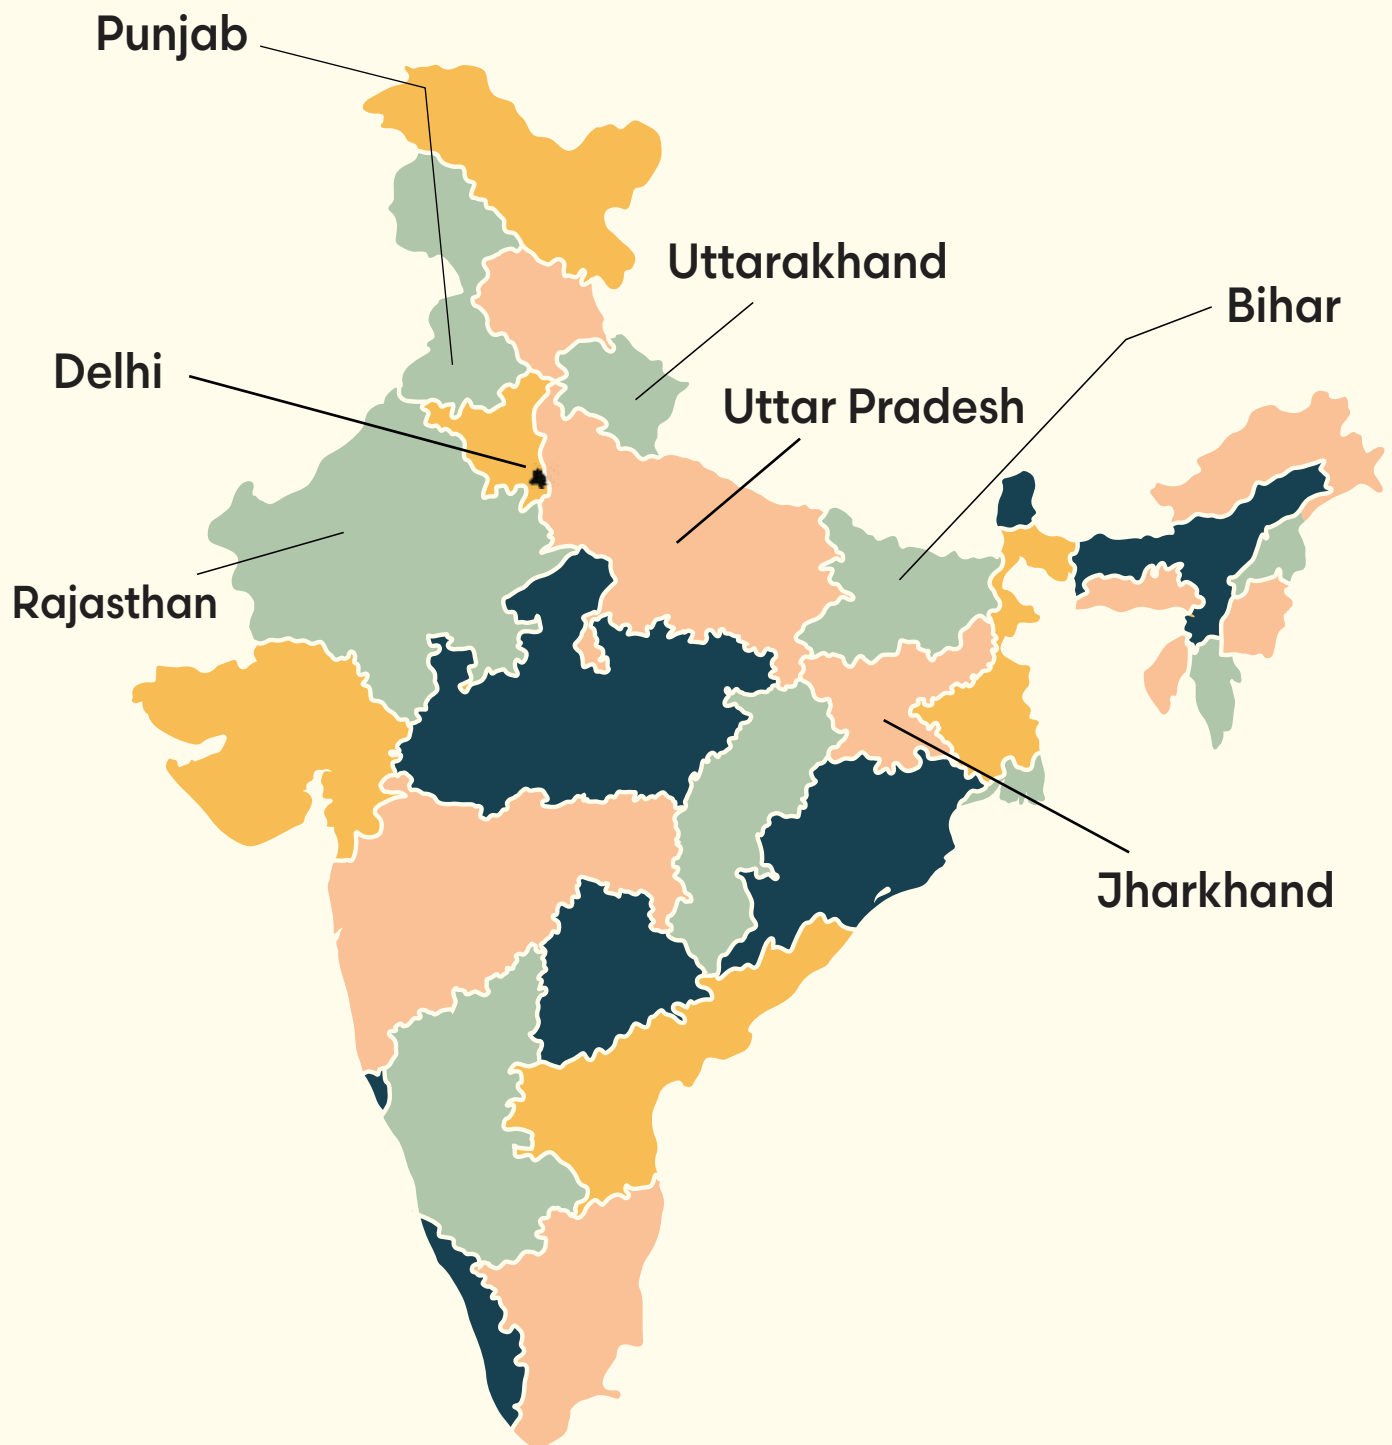 Punjab
Uttarakhand
Bihar
Delhi
Uttar Pradesh
Rajasthan
Jharkhand